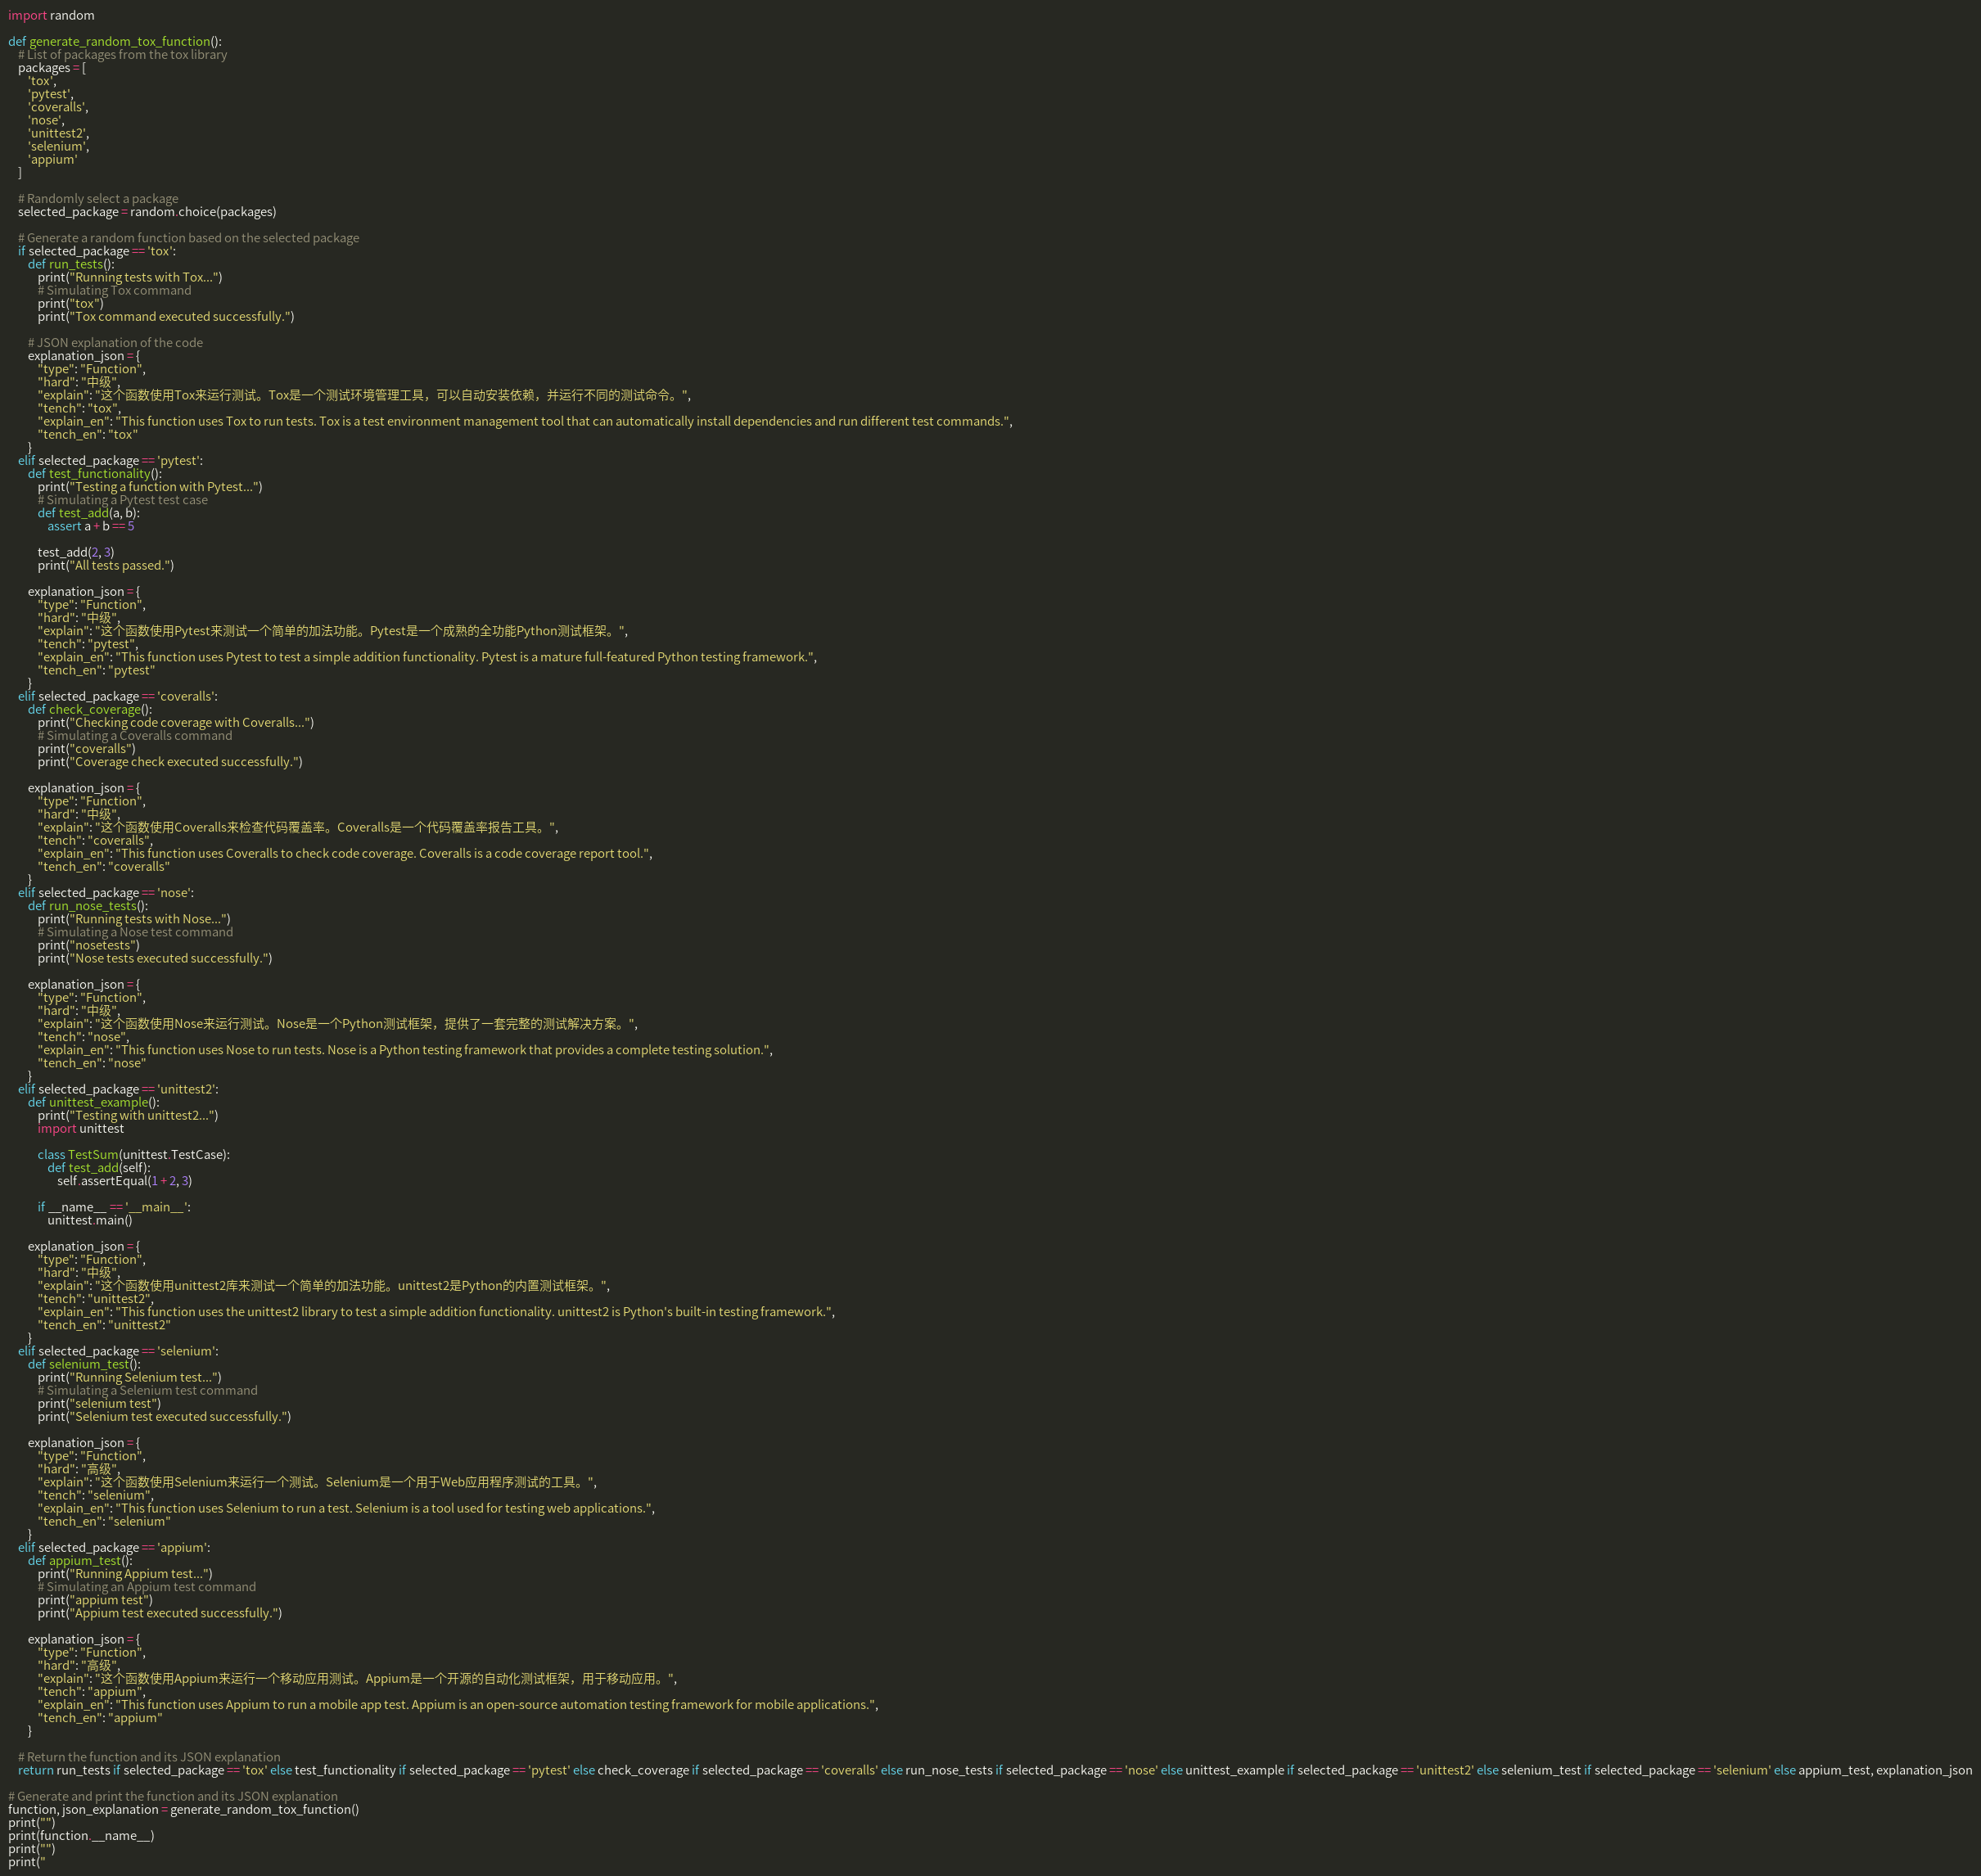 import random

def generate_random_tox_function():
    # List of packages from the tox library
    packages = [
        'tox',
        'pytest',
        'coveralls',
        'nose',
        'unittest2',
        'selenium',
        'appium'
    ]

    # Randomly select a package
    selected_package = random.choice(packages)

    # Generate a random function based on the selected package
    if selected_package == 'tox':
        def run_tests():
            print("Running tests with Tox...")
            # Simulating Tox command
            print("tox")
            print("Tox command executed successfully.")

        # JSON explanation of the code
        explanation_json = {
            "type": "Function",
            "hard": "中级",
            "explain": "这个函数使用Tox来运行测试。Tox是一个测试环境管理工具，可以自动安装依赖，并运行不同的测试命令。",
            "tench": "tox",
            "explain_en": "This function uses Tox to run tests. Tox is a test environment management tool that can automatically install dependencies and run different test commands.",
            "tench_en": "tox"
        }
    elif selected_package == 'pytest':
        def test_functionality():
            print("Testing a function with Pytest...")
            # Simulating a Pytest test case
            def test_add(a, b):
                assert a + b == 5

            test_add(2, 3)
            print("All tests passed.")

        explanation_json = {
            "type": "Function",
            "hard": "中级",
            "explain": "这个函数使用Pytest来测试一个简单的加法功能。Pytest是一个成熟的全功能Python测试框架。",
            "tench": "pytest",
            "explain_en": "This function uses Pytest to test a simple addition functionality. Pytest is a mature full-featured Python testing framework.",
            "tench_en": "pytest"
        }
    elif selected_package == 'coveralls':
        def check_coverage():
            print("Checking code coverage with Coveralls...")
            # Simulating a Coveralls command
            print("coveralls")
            print("Coverage check executed successfully.")

        explanation_json = {
            "type": "Function",
            "hard": "中级",
            "explain": "这个函数使用Coveralls来检查代码覆盖率。Coveralls是一个代码覆盖率报告工具。",
            "tench": "coveralls",
            "explain_en": "This function uses Coveralls to check code coverage. Coveralls is a code coverage report tool.",
            "tench_en": "coveralls"
        }
    elif selected_package == 'nose':
        def run_nose_tests():
            print("Running tests with Nose...")
            # Simulating a Nose test command
            print("nosetests")
            print("Nose tests executed successfully.")

        explanation_json = {
            "type": "Function",
            "hard": "中级",
            "explain": "这个函数使用Nose来运行测试。Nose是一个Python测试框架，提供了一套完整的测试解决方案。",
            "tench": "nose",
            "explain_en": "This function uses Nose to run tests. Nose is a Python testing framework that provides a complete testing solution.",
            "tench_en": "nose"
        }
    elif selected_package == 'unittest2':
        def unittest_example():
            print("Testing with unittest2...")
            import unittest

            class TestSum(unittest.TestCase):
                def test_add(self):
                    self.assertEqual(1 + 2, 3)

            if __name__ == '__main__':
                unittest.main()

        explanation_json = {
            "type": "Function",
            "hard": "中级",
            "explain": "这个函数使用unittest2库来测试一个简单的加法功能。unittest2是Python的内置测试框架。",
            "tench": "unittest2",
            "explain_en": "This function uses the unittest2 library to test a simple addition functionality. unittest2 is Python's built-in testing framework.",
            "tench_en": "unittest2"
        }
    elif selected_package == 'selenium':
        def selenium_test():
            print("Running Selenium test...")
            # Simulating a Selenium test command
            print("selenium test")
            print("Selenium test executed successfully.")

        explanation_json = {
            "type": "Function",
            "hard": "高级",
            "explain": "这个函数使用Selenium来运行一个测试。Selenium是一个用于Web应用程序测试的工具。",
            "tench": "selenium",
            "explain_en": "This function uses Selenium to run a test. Selenium is a tool used for testing web applications.",
            "tench_en": "selenium"
        }
    elif selected_package == 'appium':
        def appium_test():
            print("Running Appium test...")
            # Simulating an Appium test command
            print("appium test")
            print("Appium test executed successfully.")

        explanation_json = {
            "type": "Function",
            "hard": "高级",
            "explain": "这个函数使用Appium来运行一个移动应用测试。Appium是一个开源的自动化测试框架，用于移动应用。",
            "tench": "appium",
            "explain_en": "This function uses Appium to run a mobile app test. Appium is an open-source automation testing framework for mobile applications.",
            "tench_en": "appium"
        }

    # Return the function and its JSON explanation
    return run_tests if selected_package == 'tox' else test_functionality if selected_package == 'pytest' else check_coverage if selected_package == 'coveralls' else run_nose_tests if selected_package == 'nose' else unittest_example if selected_package == 'unittest2' else selenium_test if selected_package == 'selenium' else appium_test, explanation_json

# Generate and print the function and its JSON explanation
function, json_explanation = generate_random_tox_function()
print("")
print(function.__name__)
print("")
print("